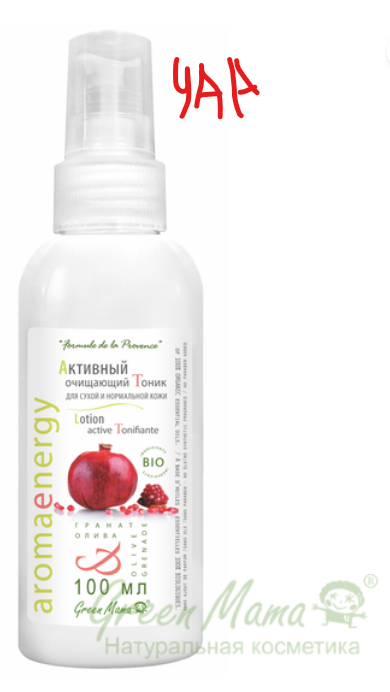 УАА
"Formule de la Provence"
Активный
очищающий Тоник
для сухой и нормальной кожи
Lotion
active Tonifiante
BIO
ГРАНАТ
ОЛИВА
OLIVE
GRENADE
100 мл
Green Mama
aromaenergy
Green Mama®
Натуральная косметика